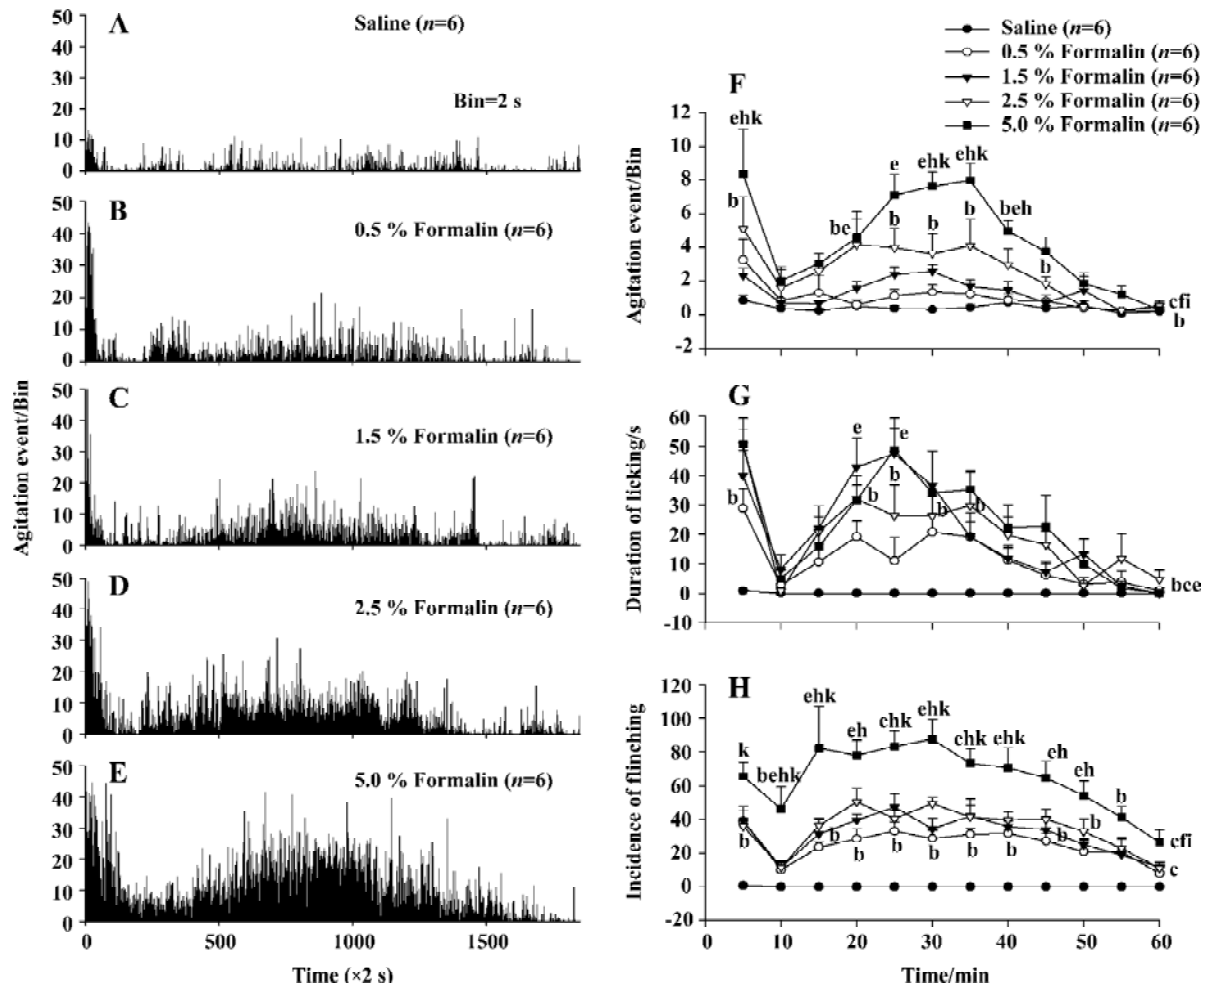 A
Saline (n=6)
Bin=2 s
50
40
30
20
10
0
B
0.5 % Formalin (n=6)
50
40
30
20
10
0
C
1.5 % Formalin (n=6)
50
40
30
20
10
0
D
2.5 % Formalin (n=6)
50
40
30
20
10
0
E
5.0 % Formalin (n=6)
50
40
30
20
10
0
Agitation event/Bin
0 500 1000 1500
Time (×2 s)
Saline (n=6)
0.5 % Formalin (n=6)
1.5 % Formalin (n=6)
2.5 % Formalin (n=6)
5.0 % Formalin (n=6)
F
Agitation event/Bin
12
10
8
6
4
2
0
-2
ehk
b
be
e
b
ehk
b
ehk
b
beh
b
cfi
b
G
Duration of licking/s
60
50
40
30
20
10
0
-10
b
e
b
e
b
b
b
bce
H
Incidence of flinching
120
100
80
60
40
20
0
-20
k
b
behk
ehk
b
eh
b
ehk
b
ehk
b
ehk
b
ehk
b
eh
b
eh
b
b
cfi
c
0 10 20 30 40 50 60
Time/min